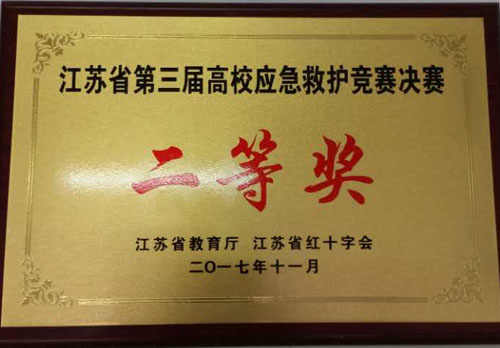 江苏省第三届高校应急救护竞赛决赛
二等奖
江苏省教育厅 江苏省红十字会
二〇一七年十一月